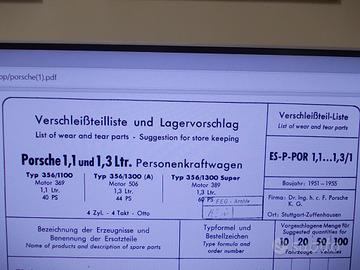 op/porsche(1).pdf
Verschleißteilliste und Lagervorschlag
List of wear and tear parts - Suggestion for store keeping
Porsche 1,1 und 1,3 Ltr. Personenkraftwagen
Typ 356/1100
Motor 369
1,1 Ltr.
40 PS
Typ 356/1300 (A)
Motor 506
1,3 Ltr.
44 PS
Typ 356/1300 Super
Motor 589
1,3 Ltr.
60 PS
FEG - Archiv
4 Zyl. - 4 Takt - Otto
Verschleißteil-Liste
List of wear and tear parts
ES-P-POR 1,1...1,3/1
Baujahr: 1951 - 1955
Firma: Dr. Ing. h. c. F. Porsche
K. G.
Ort: Stuttgart-Zuffenhausen
Bezeichnung der Erzeugnisse und
Benennung der Ersatzteile
Name of products and description of spare parts
Typformel und
Bestellzeichen
Type formula and
order number
Vorgeschlagene Menge für
Suggested quantities for
10 20 50 100
Fahrzeuge